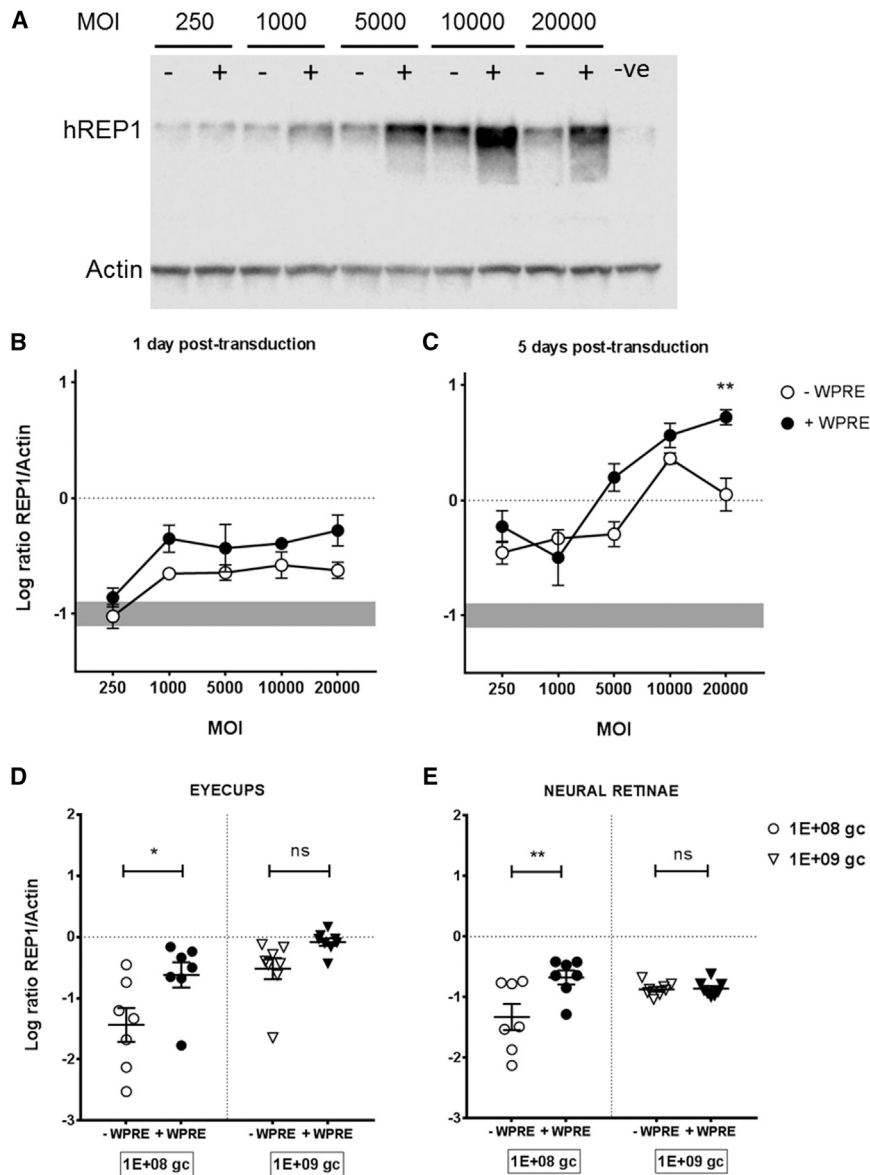 A
MOI 250 1000 5000 10000 20000
- + - + - + - + - + -ve
hREP1
Actin
B
1 day post-transduction
1
0
-1
Log ratio REP1/Actin
250 1000 5000 10000 20000
MOI
C
5 days post-transduction
**
1
0
-1
250 1000 5000 10000 20000
MOI
- WPRE
+ WPRE
D
EYECUPS
* ns
2
1
0
-1
-2
-3
Log ratio REP1/Actin
- WPRE + WPRE - WPRE + WPRE
1E+08 gc 1E+09 gc
E
NEURAL RETINAE
** ns
2
1
0
-1
-2
-3
- WPRE + WPRE - WPRE + WPRE
1E+08 gc 1E+09 gc
1E+08 gc
1E+09 gc